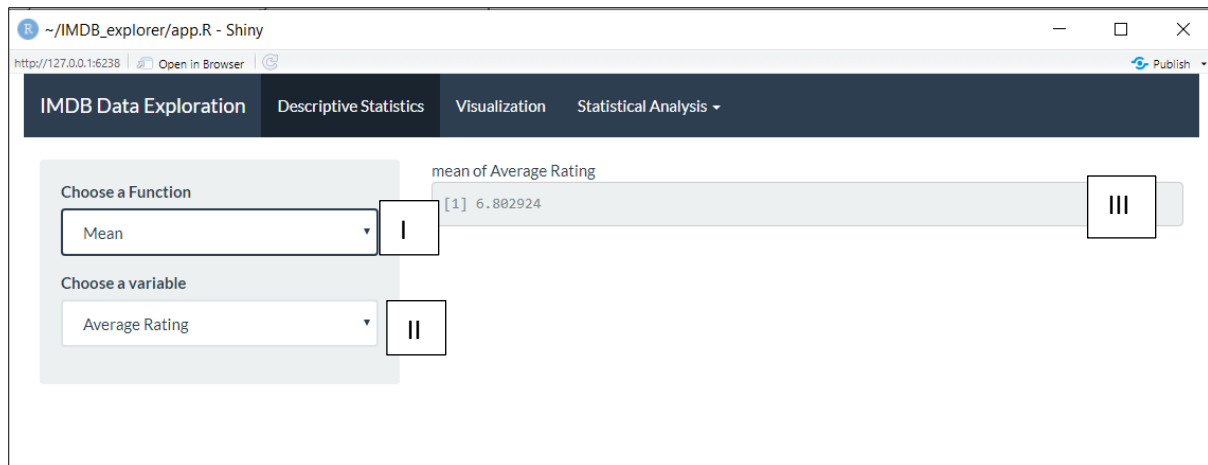 ~/IMDB_explorer/app.R - Shiny
http://127.0.0.1:6238 Open in Browser Publish
IMDB Data Exploration Descriptive Statistics Visualization Statistical Analysis
Choose a Function
Mean
I
Choose a variable
Average Rating
II
mean of Average Rating
[1] 6.802924
III